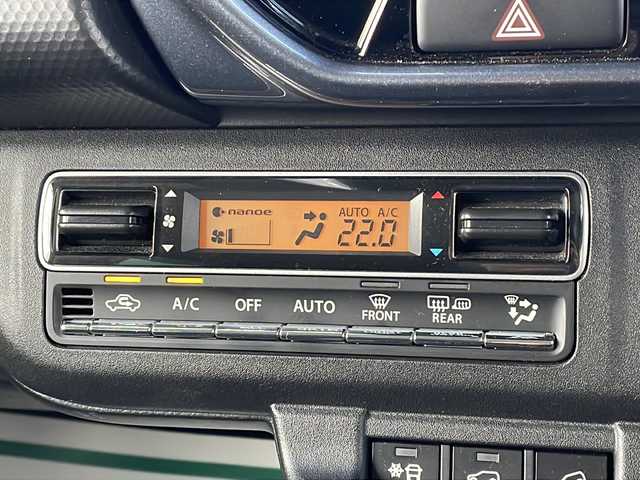 nanoe AUTO A/C
22.0
A/C OFF AUTO FRONT REAR